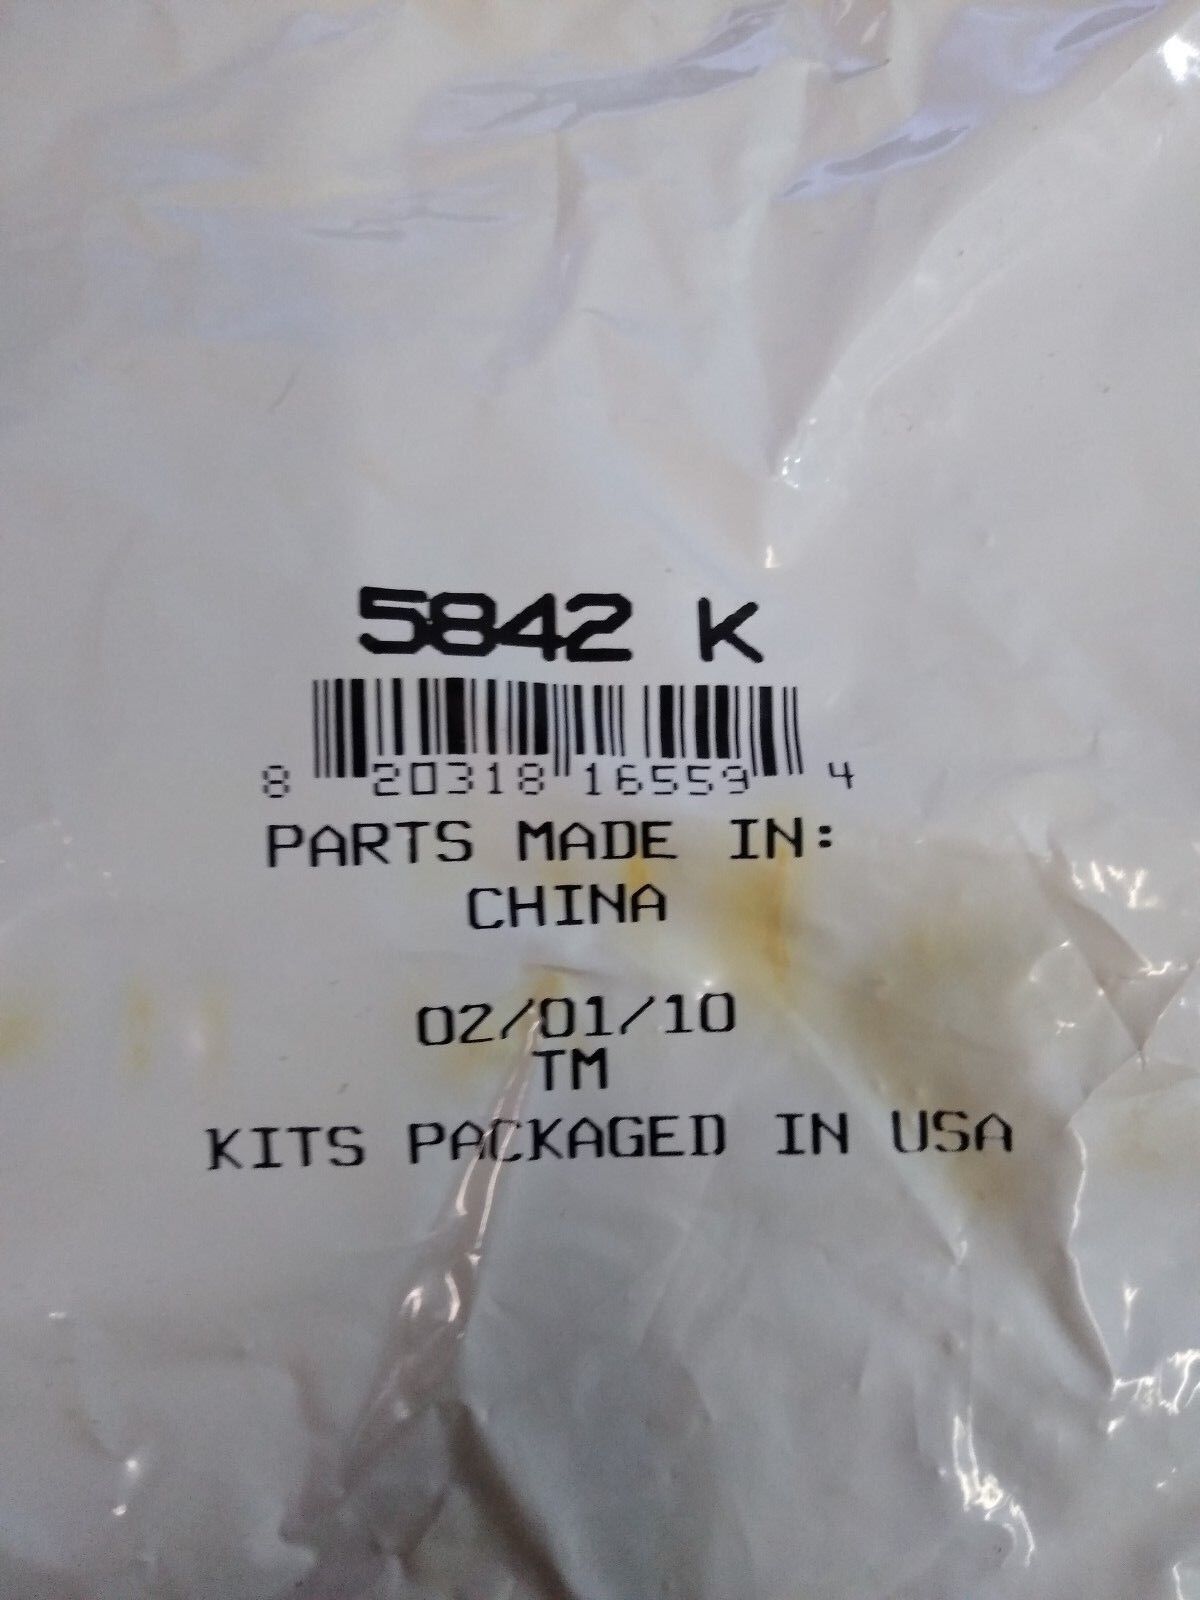 5842 K
8 20318 16559 4
PARTS MADE IN:
CHINA
02/01/10
TM
KITS PACKAGED IN USA